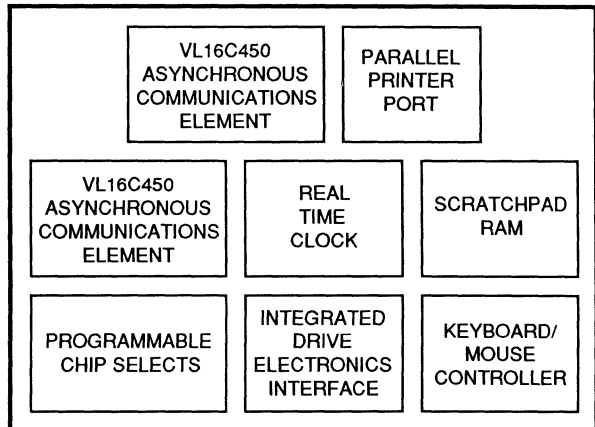 VL16C450
ASYNCHRONOUS
COMMUNICATIONS
ELEMENT
PARALLEL
PRINTER
PORT
VL16C450
ASYNCHRONOUS
COMMUNICATIONS
ELEMENT
REAL
TIME
CLOCK
SCRATCHPAD
RAM
PROGRAMMABLE
CHIP SELECTS
INTEGRATED
DRIVE
ELECTRONICS
INTERFACE
KEYBOARD/
MOUSE
CONTROLLER